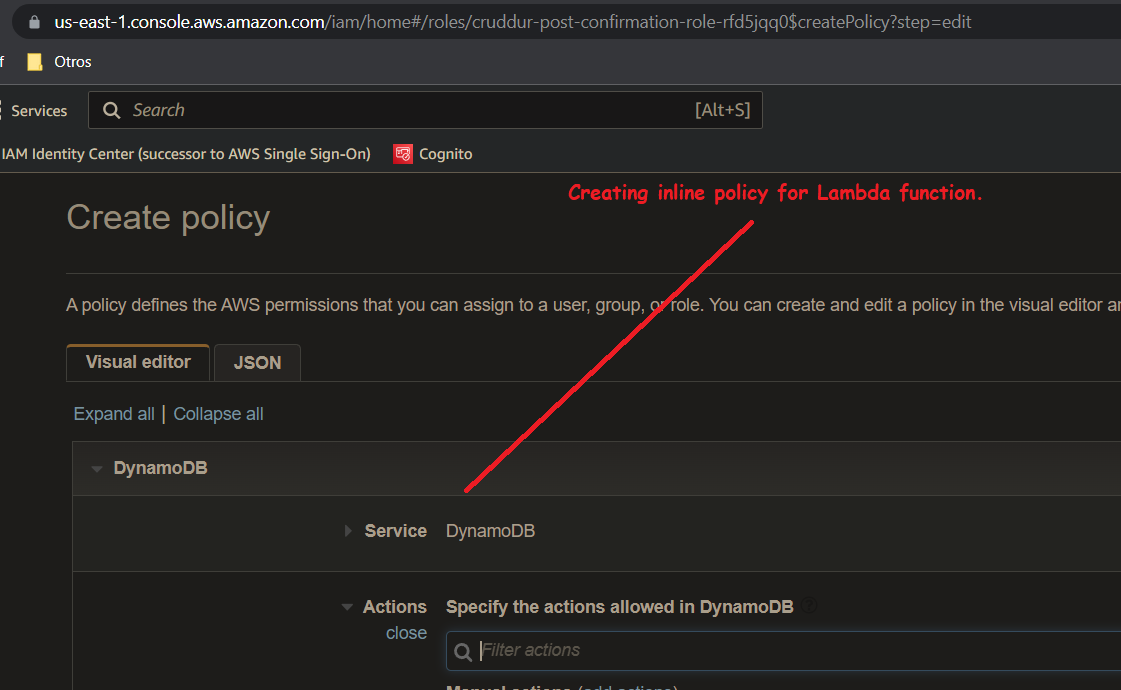 us-east-1.console.aws.amazon.com/iam/home#/roles/cruddur-post-confirmation-role-rfd5jqq0$createPolicy?step=edit
f Otros
Services Search [Alt+S]
IAM Identity Center (successor to AWS Single Sign-On) Cognito
Creating inline policy for Lambda function.
Create policy
A policy defines the AWS permissions that you can assign to a user, group, or role. You can create and edit a policy in the visual editor
Visual editor JSON
Expand all | Collapse all
DynamoDB
Service DynamoDB
Actions Specify the actions allowed in DynamoDB
close
Filter actions
Manual actions (add actions)